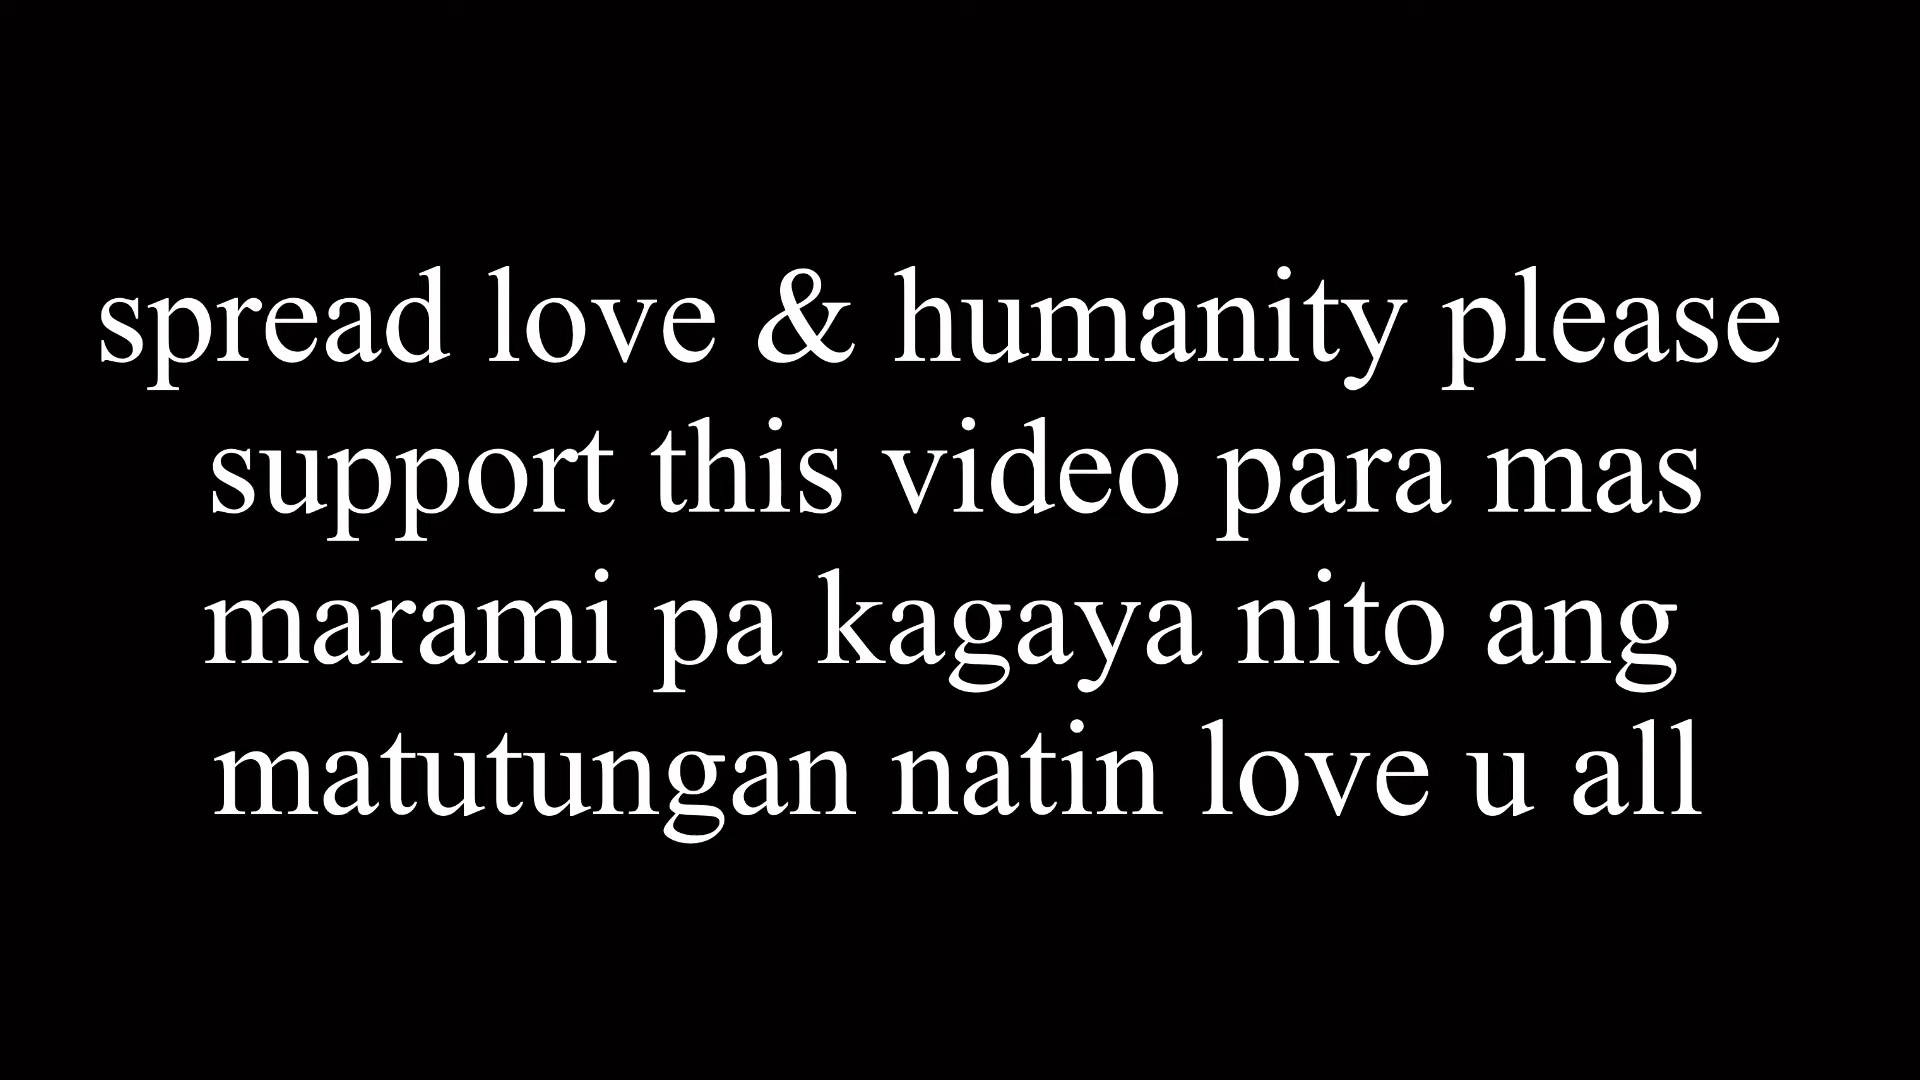 spread love & humanity please
support this video para mas
marami pa kagaya nito ang
matutungan natin love u all